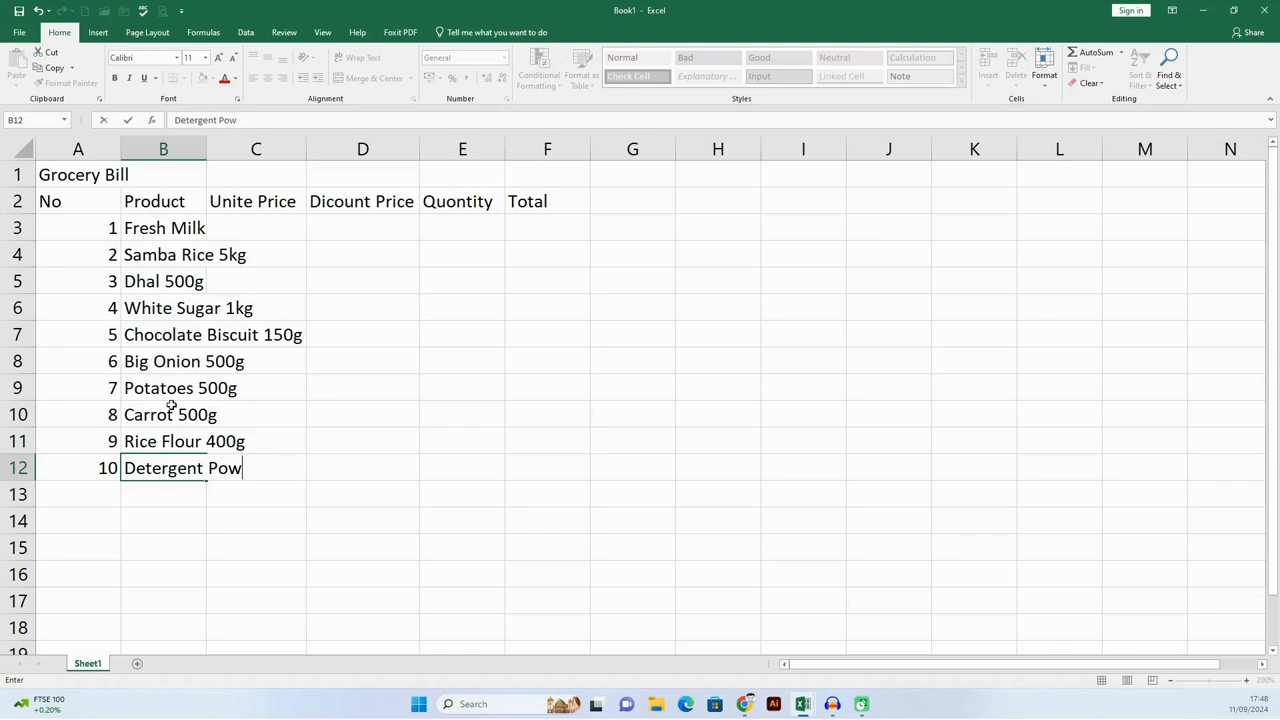 Book1 - Excel
Sign in
File Home Insert Page Layout Formulas Data Review View Help Foxit PDF Tell me what you want to do Share
Paste Cut Copy Format Painter Clipboard
Calibri 11 B I U Font
Wrap Text Merge & Center Alignment
General % Number
Conditional Formatting Format as Table
Normal Bad Good Neutral Calculation
Check Cell Explanatory ... Input Linked Cell Note
Styles
Insert Delete Format Cells
AutoSum Fill Clear Sort & Filter Find & Select Editing
B12 fx Detergent Pow
A B C D E F G H I J K L M N
1 Grocery Bill
2 No Product Unite Price Dicount Price Quontity Total
3 1 Fresh Milk
4 2 Samba Rice 5kg
5 3 Dhal 500g
6 4 White Sugar 1kg
7 5 Chocolate Biscuit 150g
8 6 Big Onion 500g
9 7 Potatoes 500g
10 8 Carrot 500g
11 9 Rice Flour 400g
12 10 Detergent Pow
13
14
15
16
17
18
19
Sheet1
Enter 200%
FTSE 100
+0.20%
Search
Ai
17:48
11/09/2024